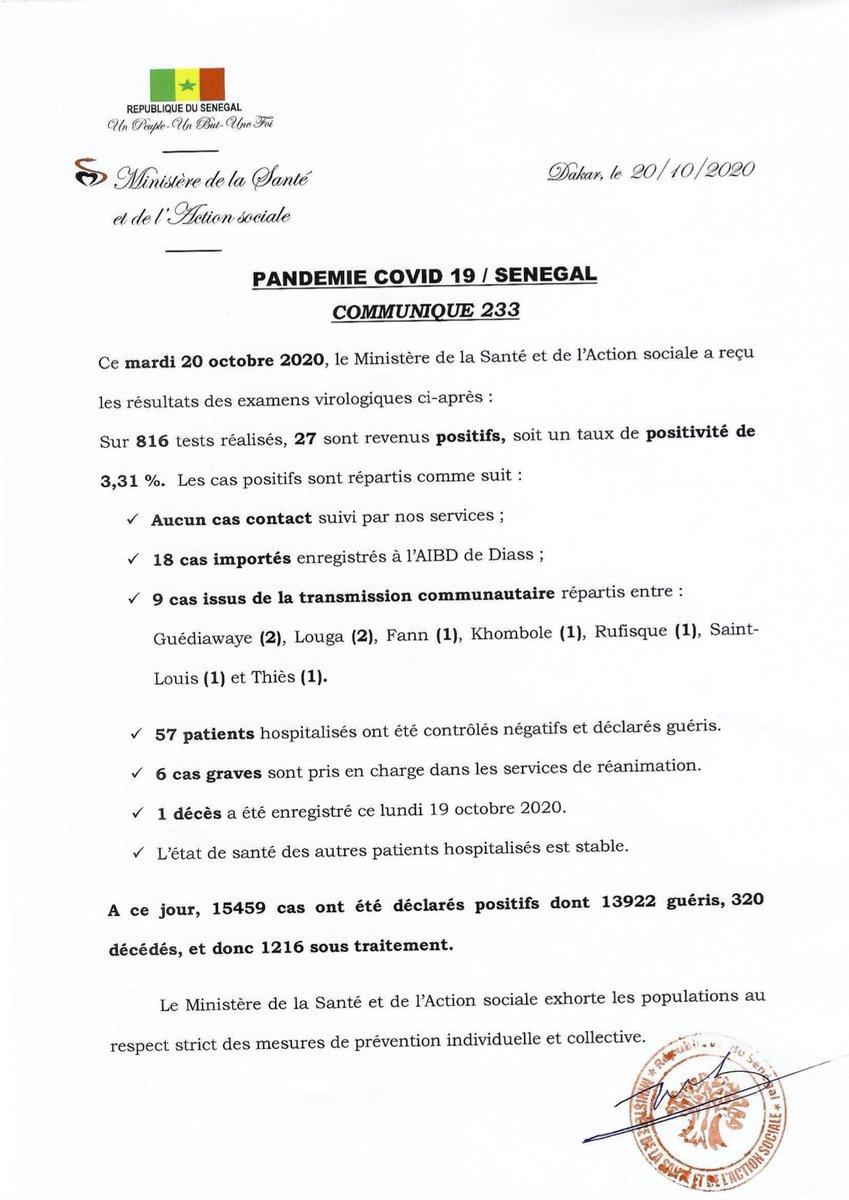 REPUBLIQUE DU SENEGAL
Un Peuple-Un But-Une Foi
Ministère de la Santé
et de l'Action sociale
Dakar, le 20/10/2020
PANDEMIE COVID 19 / SENEGAL
COMMUNIQUE 233
Ce mardi 20 octobre 2020, le Ministère de la Santé et de l'Action sociale a reçu
les résultats des examens virologiques ci-après :
Sur 816 tests réalisés, 27 sont revenus positifs, soit un taux de positivité de
3,31 %. Les cas positifs sont répartis comme suit :
✓ Aucun cas contact suivi par nos services ;
✓ 18 cas importés enregistrés à l'AIBD de Diass ;
✓ 9 cas issus de la transmission communautaire répartis entre :
Guédiawaye (2), Louga (2), Fann (1), Khombole (1), Rufisque (1), Saint-
Louis (1) et Thiès (1).
✓ 57 patients hospitalisés ont été contrôlés négatifs et déclarés guéris.
✓ 6 cas graves sont pris en charge dans les services de réanimation.
✓ 1 décès a été enregistré ce lundi 19 octobre 2020.
✓ L'état de santé des autres patients hospitalisés est stable.
A ce jour, 15459 cas ont été déclarés positifs dont 13922 guéris, 320
décédés, et donc 1216 sous traitement.
Le Ministère de la Santé et de l'Action sociale exhorte les populations au
respect strict des mesures de prévention individuelle et collective.
République du Sénégal
DE LA SANTE ET DE L'ACTION SOCIALE